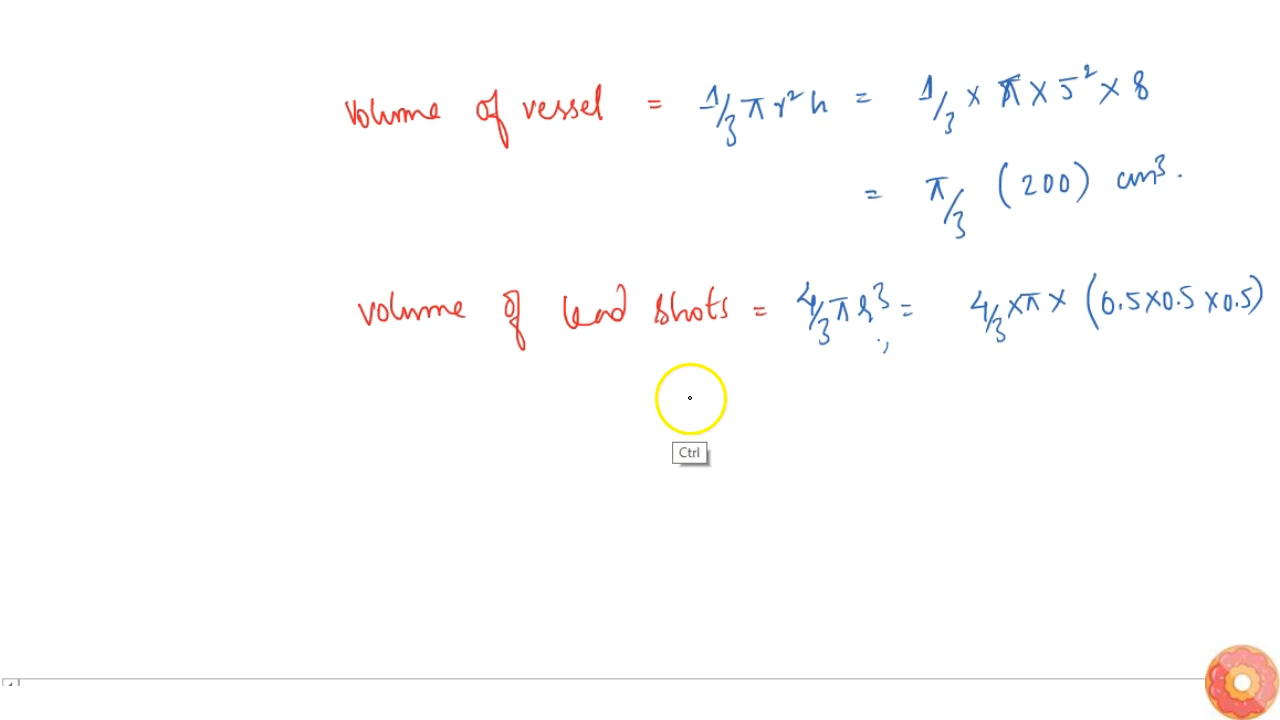 volume of vessel = 1/3 π r² h = 1/3 × π × 5² × 8
= π/3 (200) cm³.
volume of lead shots = 4/3 π r³ = 4/3 × π × (0.5 × 0.5 × 0.5)
Ctrl